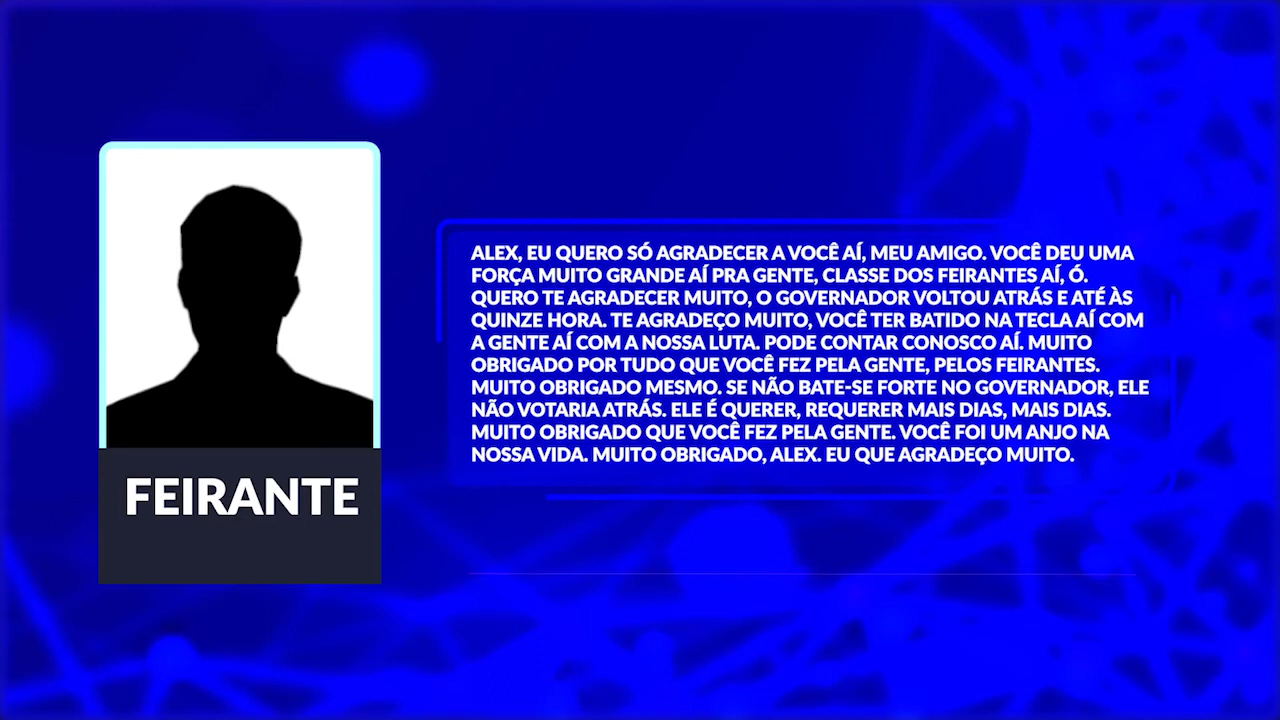 FEIRANTE
ALEX, EU QUERO SÓ AGRADECER A VOCÊ AÍ, MEU AMIGO. VOCÊ DEU UMA
FORÇA MUITO GRANDE AÍ PRA GENTE, CLASSE DOS FEIRANTES AÍ, Ó.
QUERO TE AGRADECER MUITO, O GOVERNADOR VOLTOU ATRÁS E ATÉ ÀS
QUINZE HORA. TE AGRADEÇO MUITO, VOCÊ TER BATIDO NA TECLA AÍ COM
A GENTE AÍ COM A NOSSA LUTA. PODE CONTAR CONOSCO AÍ. MUITO
OBRIGADO POR TUDO QUE VOCÊ FEZ PELA GENTE, PELOS FEIRANTES.
MUITO OBRIGADO MESMO. SE NÃO BATE-SE FORTE NO GOVERNADOR, ELE
NÃO VOTARIA ATRÁS. ELE É QUERER, REQUERER MAIS DIAS, MAIS DIAS.
MUITO OBRIGADO QUE VOCÊ FEZ PELA GENTE. VOCÊ FOI UM ANJO NA
NOSSA VIDA. MUITO OBRIGADO, ALEX. EU QUE AGRADEÇO MUITO.